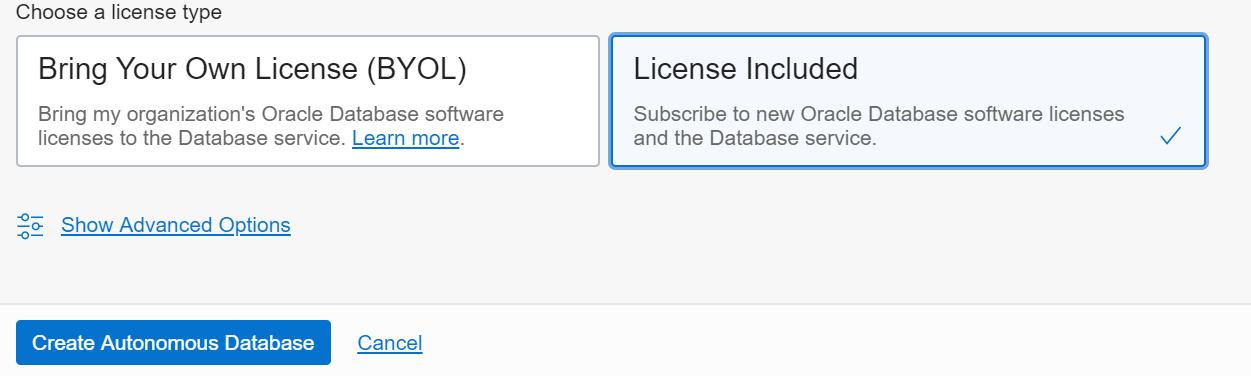 Choose a license type
Bring Your Own License (BYOL)
Bring my organization's Oracle Database software
licenses to the Database service. Learn more.
License Included
Subscribe to new Oracle Database software licenses
and the Database service.
Show Advanced Options
Create Autonomous Database
Cancel